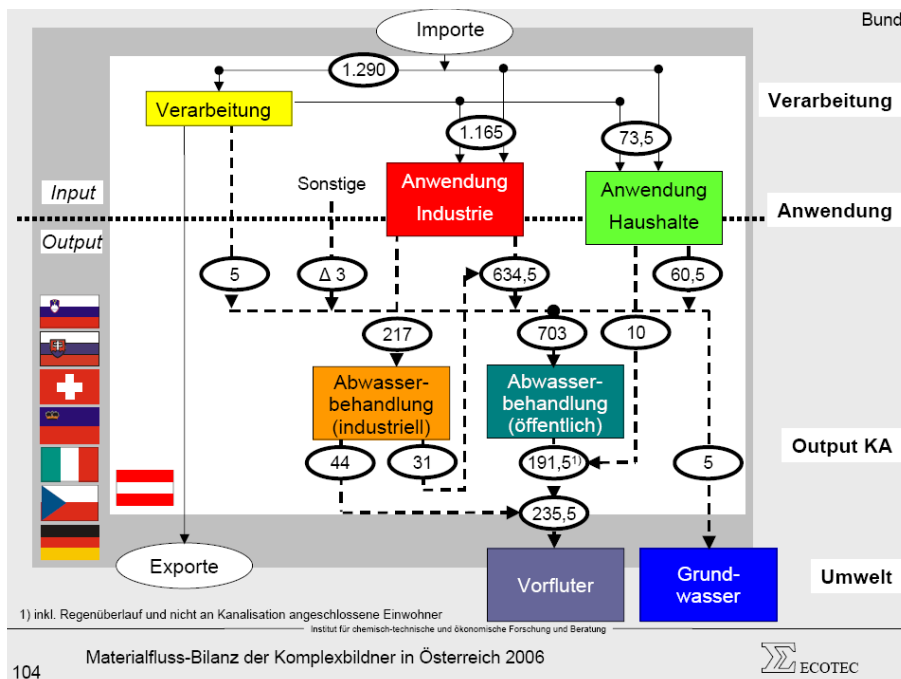 Bund
Importe
1.290
Verarbeitung
Verarbeitung
1.165
73,5
Sonstige
Anwendung
Industrie
Anwendung
Haushalte
Input
Anwendung
Output
5
Δ 3
634,5
60,5
217
703
10
Abwasser-
behandlung
(industriell)
Abwasser-
behandlung
(öffentlich)
44
31
191,5¹⁾
5
Output KA
235,5
Exporte
Vorfluter
Grund-
wasser
Umwelt
1) inkl. Regenüberlauf und nicht an Kanalisation angeschlossene Einwohner
Institut für chemisch-technische und ökonomische Forschung und Beratung
Materialfluss-Bilanz der Komplexbildner in Österreich 2006
104
ECOTEC